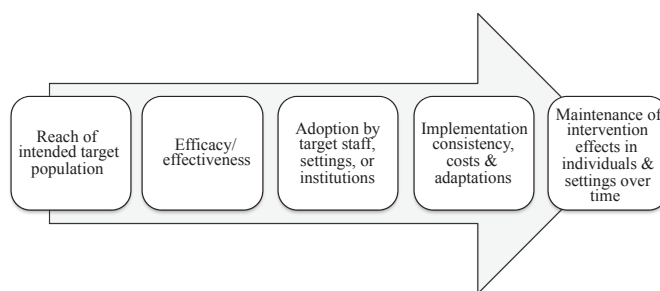 Reach of
intended target
population
Efficacy/
effectiveness
Adoption by
target staff,
settings, or
institutions
Implementation
consistency,
costs &
adaptations
Maintenance of
intervention
effects in
individuals &
settings over
time